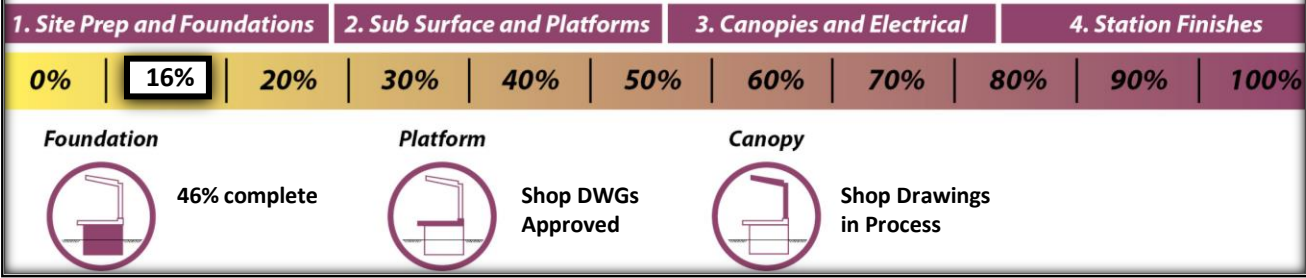 1. Site Prep and Foundations 2. Sub Surface and Platforms 3. Canopies and Electrical 4. Station Finishes
0% 16% 20% 30% 40% 50% 60% 70% 80% 90% 100%
Foundation Platform Canopy
46% complete
Shop DWGs
Approved
Shop Drawings
in Process